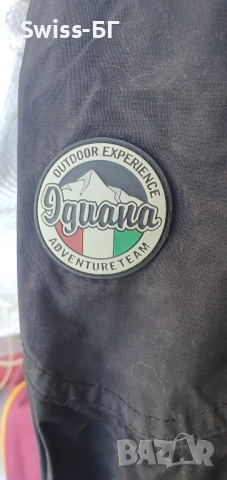 Swiss-БГ
OUTDOOR EXPERIENCE
Iguana
ADVENTURETEAM
BAZAR